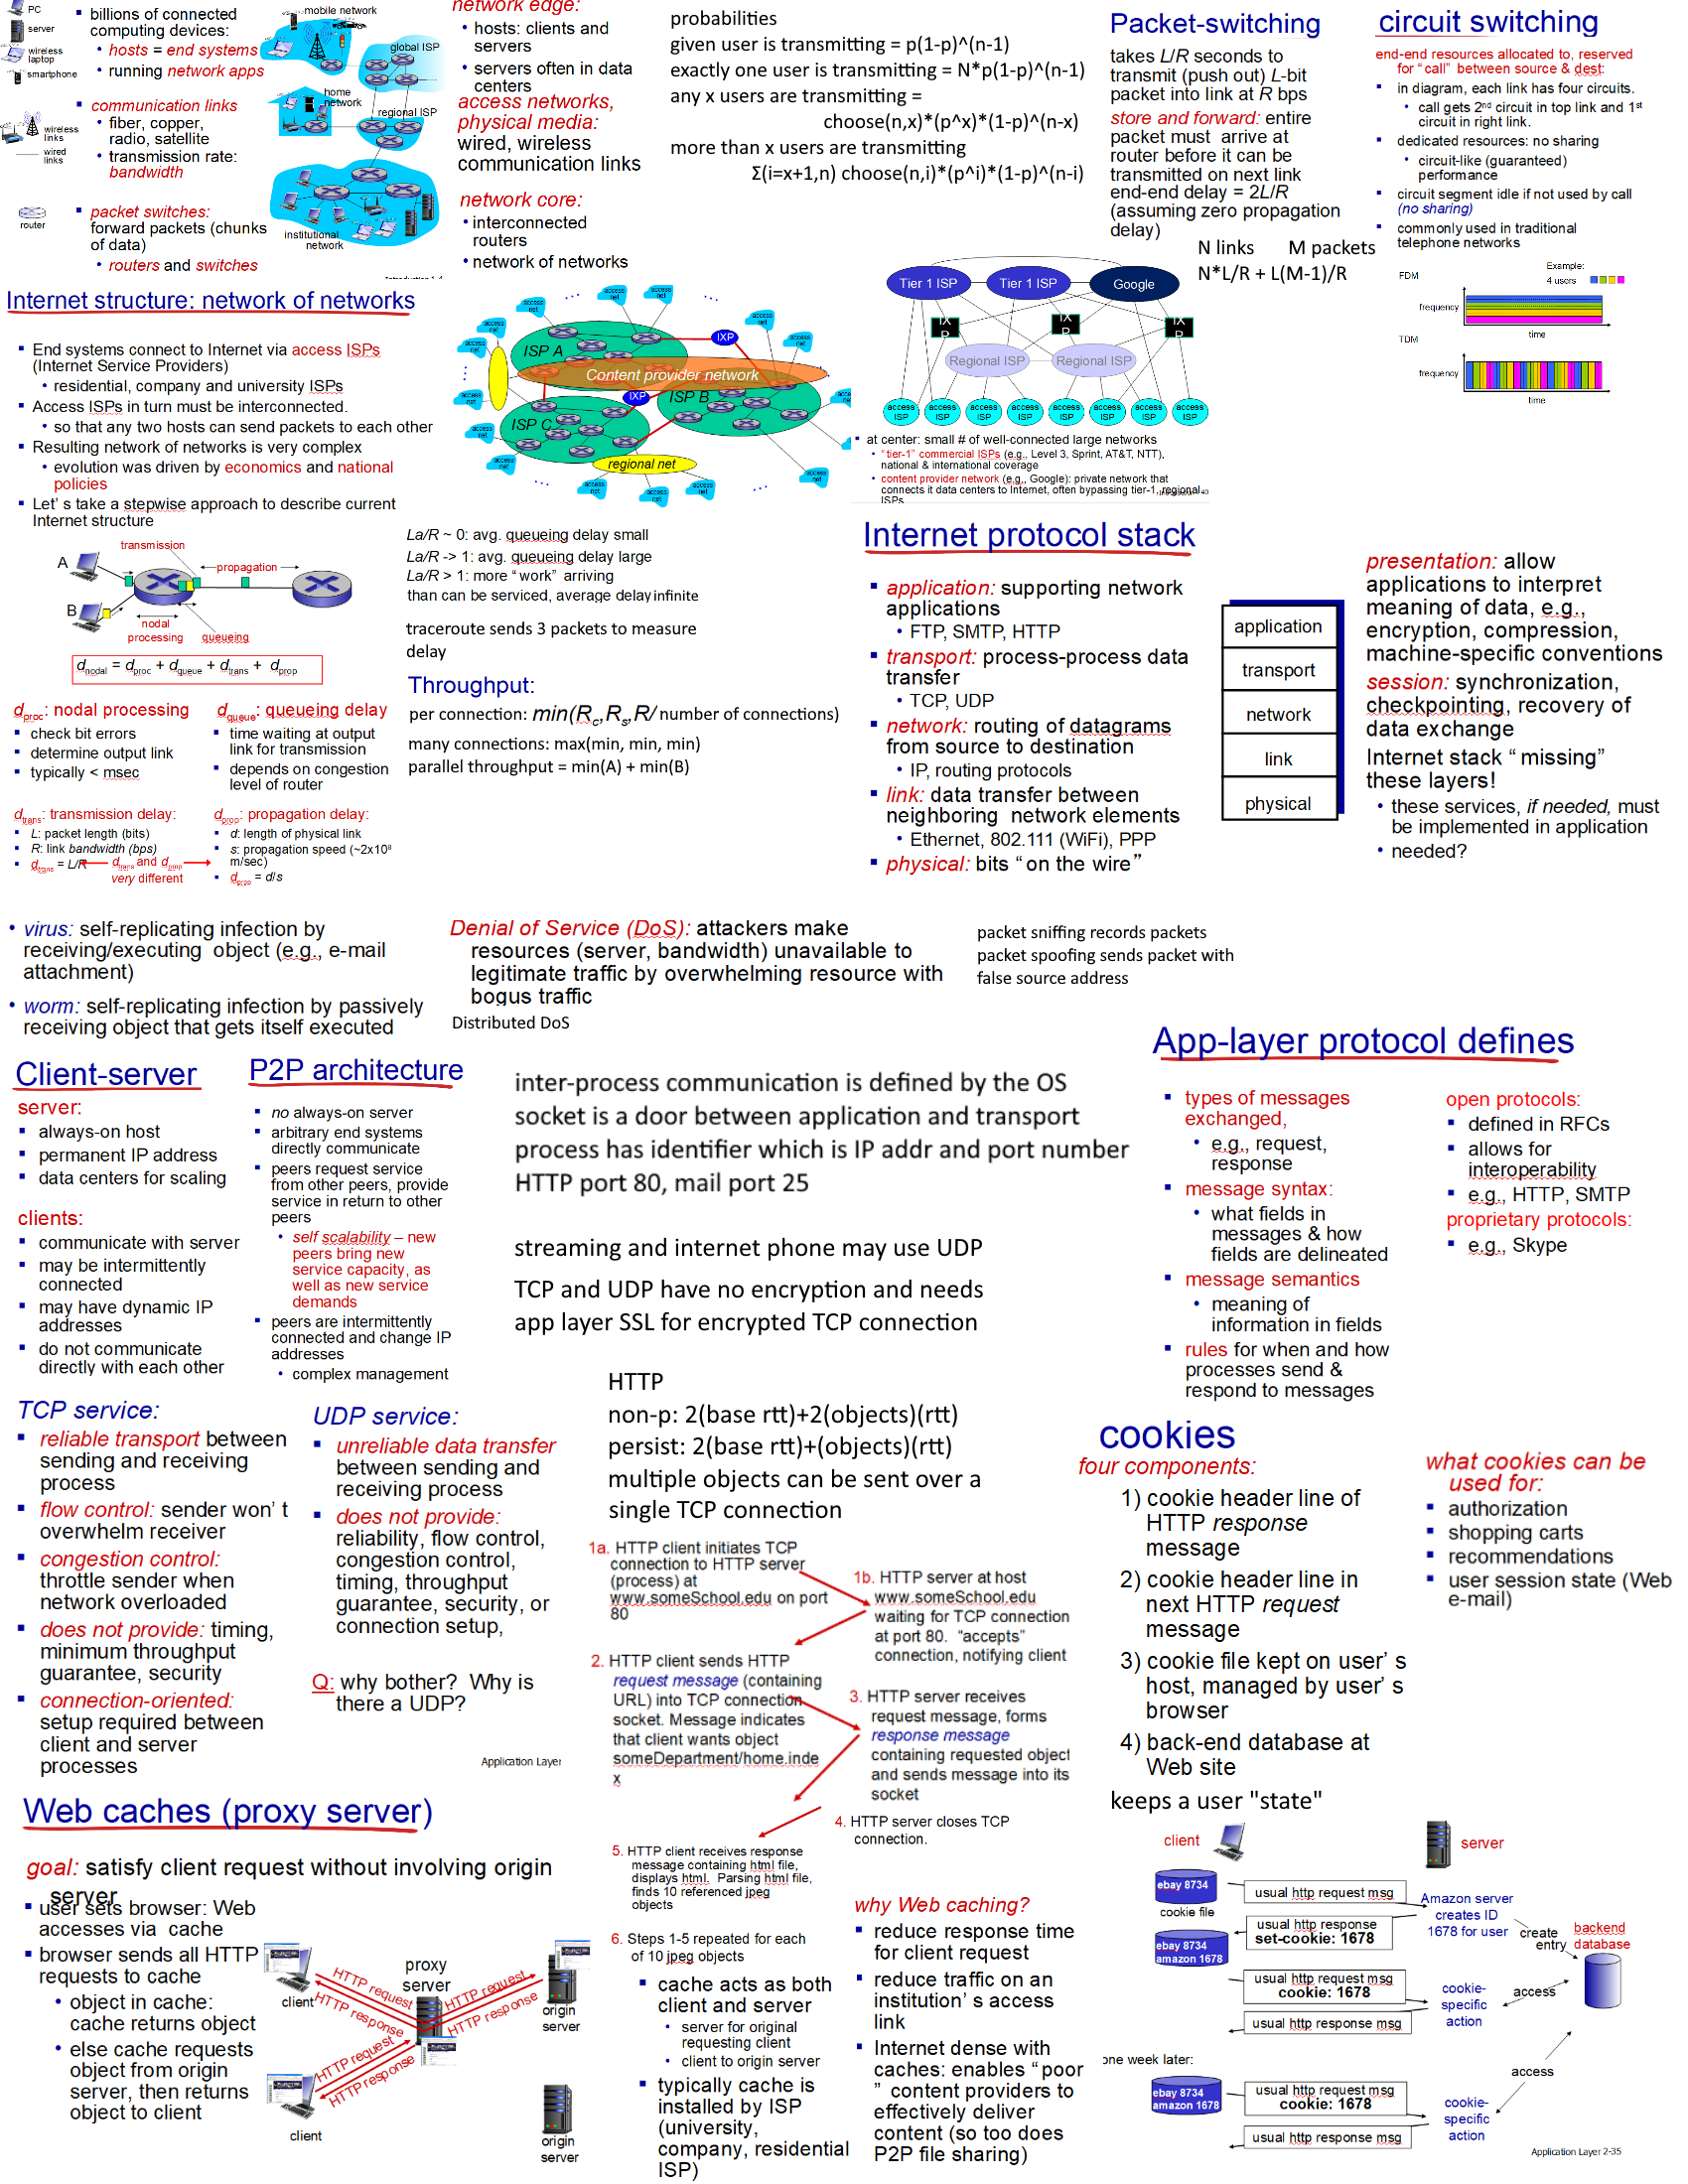 PC
server
wireless
laptop
smartphone
wireless
links
wired
links
router
billions of connected
computing devices:
hosts = end systems
running network apps
communication links
fiber, copper,
radio, satellite
transmission rate:
bandwidth
packet switches:
forward packets (chunks
of data)
routers and switches
mobile network
global ISP
home
network
regional ISP
institutional
network
network edge:
hosts: clients and
servers
servers often in data
centers
access networks,
physical media:
wired, wireless
communication links
network core:
interconnected
routers
network of networks
probabilities
given user is transmitting = p(1-p)^(n-1)
exactly one user is transmitting = N*p(1-p)^(n-1)
any x users are transmitting =
choose(n,x)*(p^x)*(1-p)^(n-x)
more than x users are transmitting
Σ(i=x+1,n) choose(n,i)*(p^i)*(1-p)^(n-i)
Packet-switching
takes L/R seconds to
transmit (push out) L-bit
packet into link at R bps
store and forward: entire
packet must arrive at
router before it can be
transmitted on next link
end-end delay = 2L/R
(assuming zero propagation
delay)
N links M packets
N*L/R + L(M-1)/R
circuit switching
end-end resources allocated to, reserved
for “call” between source & dest:
in diagram, each link has four circuits.
call gets 2nd circuit in top link and 1st
circuit in right link.
dedicated resources: no sharing
circuit-like (guaranteed)
performance
circuit segment idle if not used by call
(no sharing)
commonly used in traditional
telephone networks
FDM
Example:
4 users
frequency
time
TDM
frequency
time
Internet structure: network of networks
End systems connect to Internet via access ISPs
(Internet Service Providers)
residential, company and university ISPs
Access ISPs in turn must be interconnected.
so that any two hosts can send packets to each other
Resulting network of networks is very complex
evolution was driven by economics and national
policies
Let’ s take a stepwise approach to describe current
Internet structure
access
net
access
net
access
net
access
net
access
net
access
net
access
net
access
net
access
net
access
net
access
net
access
net
access
net
access
net
access
net
access
net
ISP A
IXP
Content provider network
IXP
ISP B
ISP C
regional net
Tier 1 ISP
Tier 1 ISP
Google
IXP
IXP
IXP
Regional ISP
Regional ISP
access
ISP
access
ISP
access
ISP
access
ISP
access
ISP
access
ISP
access
ISP
access
ISP
at center: small # of well-connected large networks
“tier-1” commercial ISPs (e.g., Level 3, Sprint, AT&T, NTT),
national & international coverage
content provider network (e.g., Google): private network that
connects it data centers to Internet, often bypassing tier-1, regional
ISPs
transmission
A
propagation
B
nodal
processing
queueing
dnodal = dproc + dqueue + dtrans + dprop
dproc: nodal processing
check bit errors
determine output link
typically < msec
dqueue: queueing delay
time waiting at output
link for transmission
depends on congestion
level of router
dtrans: transmission delay:
L: packet length (bits)
R: link bandwidth (bps)
dtrans = L/R
dtrans and dprop
very different
dprop: propagation delay:
d: length of physical link
s: propagation speed (~2x10⁸
m/sec)
dprop = d/s
La/R ~ 0: avg. queueing delay small
La/R -> 1: avg. queueing delay large
La/R > 1: more “work” arriving
than can be serviced, average delay infinite
traceroute sends 3 packets to measure
delay
Throughput:
per connection: min(Rc,Rs,R/ number of connections)
many connections: max(min, min, min)
parallel throughput = min(A) + min(B)
Internet protocol stack
application: supporting network
applications
FTP, SMTP, HTTP
transport: process-process data
transfer
TCP, UDP
network: routing of datagrams
from source to destination
IP, routing protocols
link: data transfer between
neighboring network elements
Ethernet, 802.111 (WiFi), PPP
physical: bits “on the wire”
application
transport
network
link
physical
presentation: allow
applications to interpret
meaning of data, e.g.,
encryption, compression,
machine-specific conventions
session: synchronization,
checkpointing, recovery of
data exchange
Internet stack “missing”
these layers!
these services, if needed, must
be implemented in application
needed?
virus: self-replicating infection by
receiving/executing object (e.g., e-mail
attachment)
worm: self-replicating infection by passively
receiving object that gets itself executed
Denial of Service (DoS): attackers make
resources (server, bandwidth) unavailable to
legitimate traffic by overwhelming resource with
bogus traffic
Distributed DoS
packet sniffing records packets
packet spoofing sends packet with
false source address
Client-server
server:
always-on host
permanent IP address
data centers for scaling
clients:
communicate with server
may be intermittently
connected
may have dynamic IP
addresses
do not communicate
directly with each other
P2P architecture
no always-on server
arbitrary end systems
directly communicate
peers request service
from other peers, provide
service in return to other
peers
self scalability – new
peers bring new
service capacity, as
well as new service
demands
peers are intermittently
connected and change IP
addresses
complex management
inter-process communication is defined by the OS
socket is a door between application and transport
process has identifier which is IP addr and port number
HTTP port 80, mail port 25
streaming and internet phone may use UDP
TCP and UDP have no encryption and needs
app layer SSL for encrypted TCP connection
App-layer protocol defines
types of messages
exchanged,
e.g., request,
response
message syntax:
what fields in
messages & how
fields are delineated
message semantics
meaning of
information in fields
rules for when and how
processes send &
respond to messages
open protocols:
defined in RFCs
allows for
interoperability
e.g., HTTP, SMTP
proprietary protocols:
e.g., Skype
TCP service:
reliable transport between
sending and receiving
process
flow control: sender won’ t
overwhelm receiver
congestion control:
throttle sender when
network overloaded
does not provide: timing,
minimum throughput
guarantee, security
connection-oriented:
setup required between
client and server
processes
UDP service:
unreliable data transfer
between sending and
receiving process
does not provide:
reliability, flow control,
congestion control,
timing, throughput
guarantee, security, or
connection setup,
Q: why bother? Why is
there a UDP?
Application Layer
HTTP
non-p: 2(base rtt)+2(objects)(rtt)
persist: 2(base rtt)+(objects)(rtt)
multiple objects can be sent over a
single TCP connection
1a. HTTP client initiates TCP
connection to HTTP server
(process) at
www.someSchool.edu on port
80
1b. HTTP server at host
www.someSchool.edu
waiting for TCP connection
at port 80. “accepts”
connection, notifying client
2. HTTP client sends HTTP
request message (containing
URL) into TCP connection
socket. Message indicates
that client wants object
someDepartment/home.inde
x
3. HTTP server receives
request message, forms
response message
containing requested object
and sends message into its
socket
4. HTTP server closes TCP
connection.
5. HTTP client receives response
message containing html file,
displays html. Parsing html file,
finds 10 referenced jpeg
objects
6. Steps 1-5 repeated for each
of 10 jpeg objects
cookies
four components:
1) cookie header line of
HTTP response
message
2) cookie header line in
next HTTP request
message
3) cookie file kept on user’ s
host, managed by user’ s
browser
4) back-end database at
Web site
keeps a user "state"
what cookies can be
used for:
authorization
shopping carts
recommendations
user session state (Web
e-mail)
Web caches (proxy server)
goal: satisfy client request without involving origin
server
user sets browser: Web
accesses via cache
browser sends all HTTP
requests to cache
object in cache:
cache returns object
else cache requests
object from origin
server, then returns
object to client
proxy
server
client
HTTP request
HTTP response
HTTP request
HTTP response
origin
server
HTTP request
HTTP response
client
origin
server
cache acts as both
client and server
server for original
requesting client
client to origin server
typically cache is
installed by ISP
(university,
company, residential
ISP)
why Web caching?
reduce response time
for client request
reduce traffic on an
institution’ s access
link
Internet dense with
caches: enables “poor
” content providers to
effectively deliver
content (so too does
P2P file sharing)
client
server
ebay 8734
cookie file
usual http request msg
Amazon server
creates ID
1678 for user
usual http response
set-cookie: 1678
create
entry
backend
database
ebay 8734
amazon 1678
usual http request msg
cookie: 1678
cookie-
specific
action
access
usual http response msg
one week later:
access
ebay 8734
amazon 1678
usual http request msg
cookie: 1678
cookie-
specific
action
usual http response msg
Application Layer 2-35